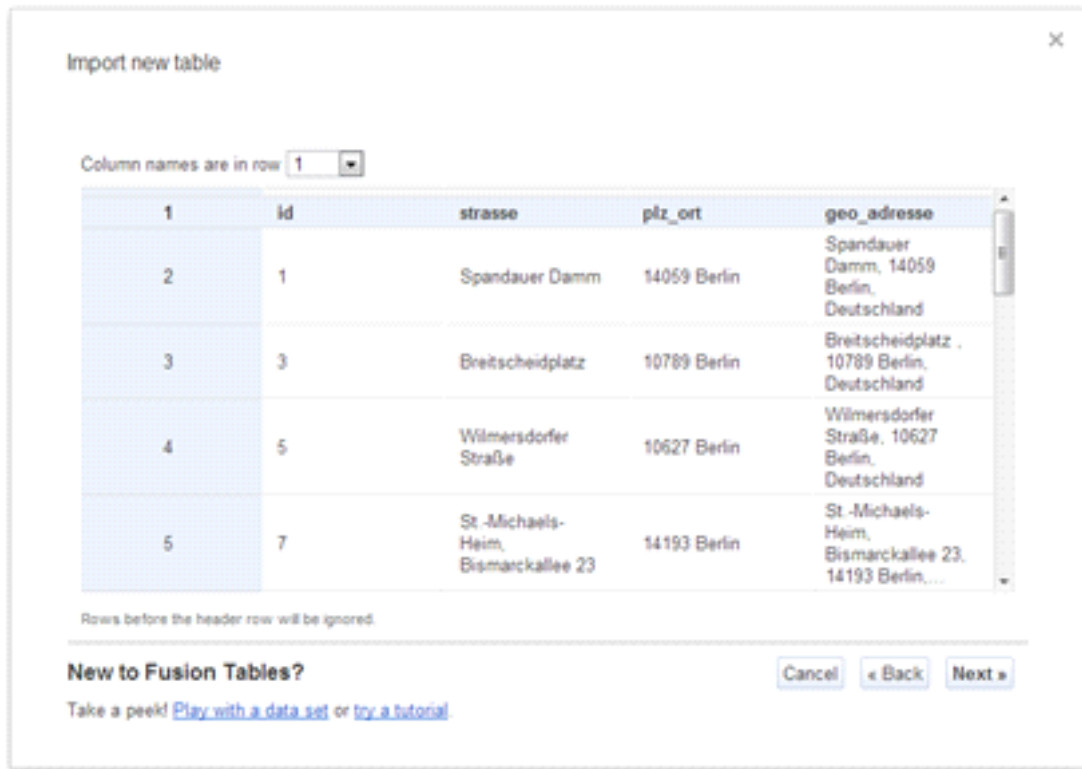 Import new table
Column names are in row 1
1 id strasse plz_ort geo_adresse
2 1 Spandauer Damm 14059 Berlin Spandauer
Damm, 14059
Berlin,
Deutschland
3 3 Breitscheidplatz 10789 Berlin Breitscheidplatz ,
10789 Berlin,
Deutschland
4 5 Wilmersdorfer
Straße 10627 Berlin Wilmersdorfer
Straße, 10627
Berlin,
Deutschland
5 7 St.-Michaels-
Heim,
Bismarckallee 23 14193 Berlin St.-Michaels-
Heim,
Bismarckallee 23,
14193 Berlin,...
Rows before the header row will be ignored.
New to Fusion Tables?
Cancel « Back Next »
Take a peek! Play with a data set or try a tutorial.